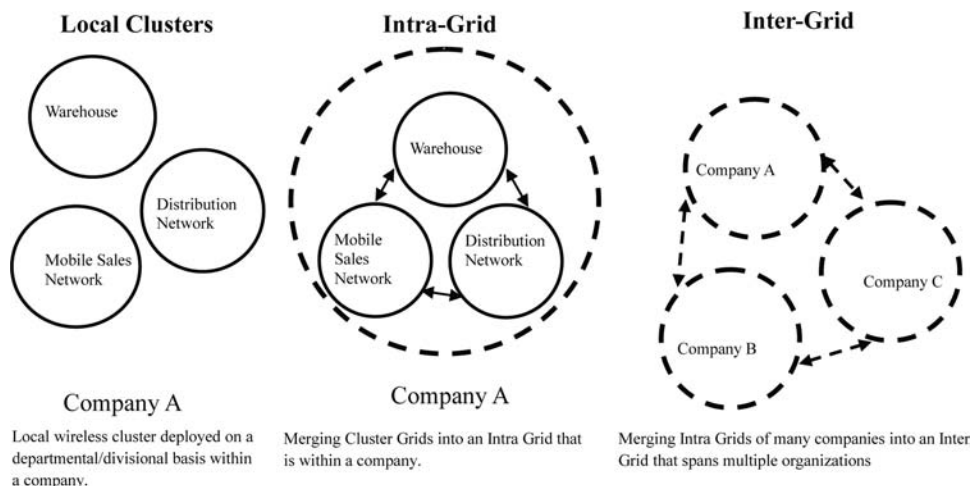 Local Clusters
Warehouse
Distribution
Network
Mobile Sales
Network
Company A
Local wireless cluster deployed on a
departmental/divisional basis within
a company.
Intra-Grid
Warehouse
Mobile
Sales
Network
Distribution
Network
Company A
Merging Cluster Grids into an Intra Grid that
is within a company.
Inter-Grid
Company A
Company C
Company B
Merging Intra Grids of many companies into an Inter
Grid that spans multiple organizations